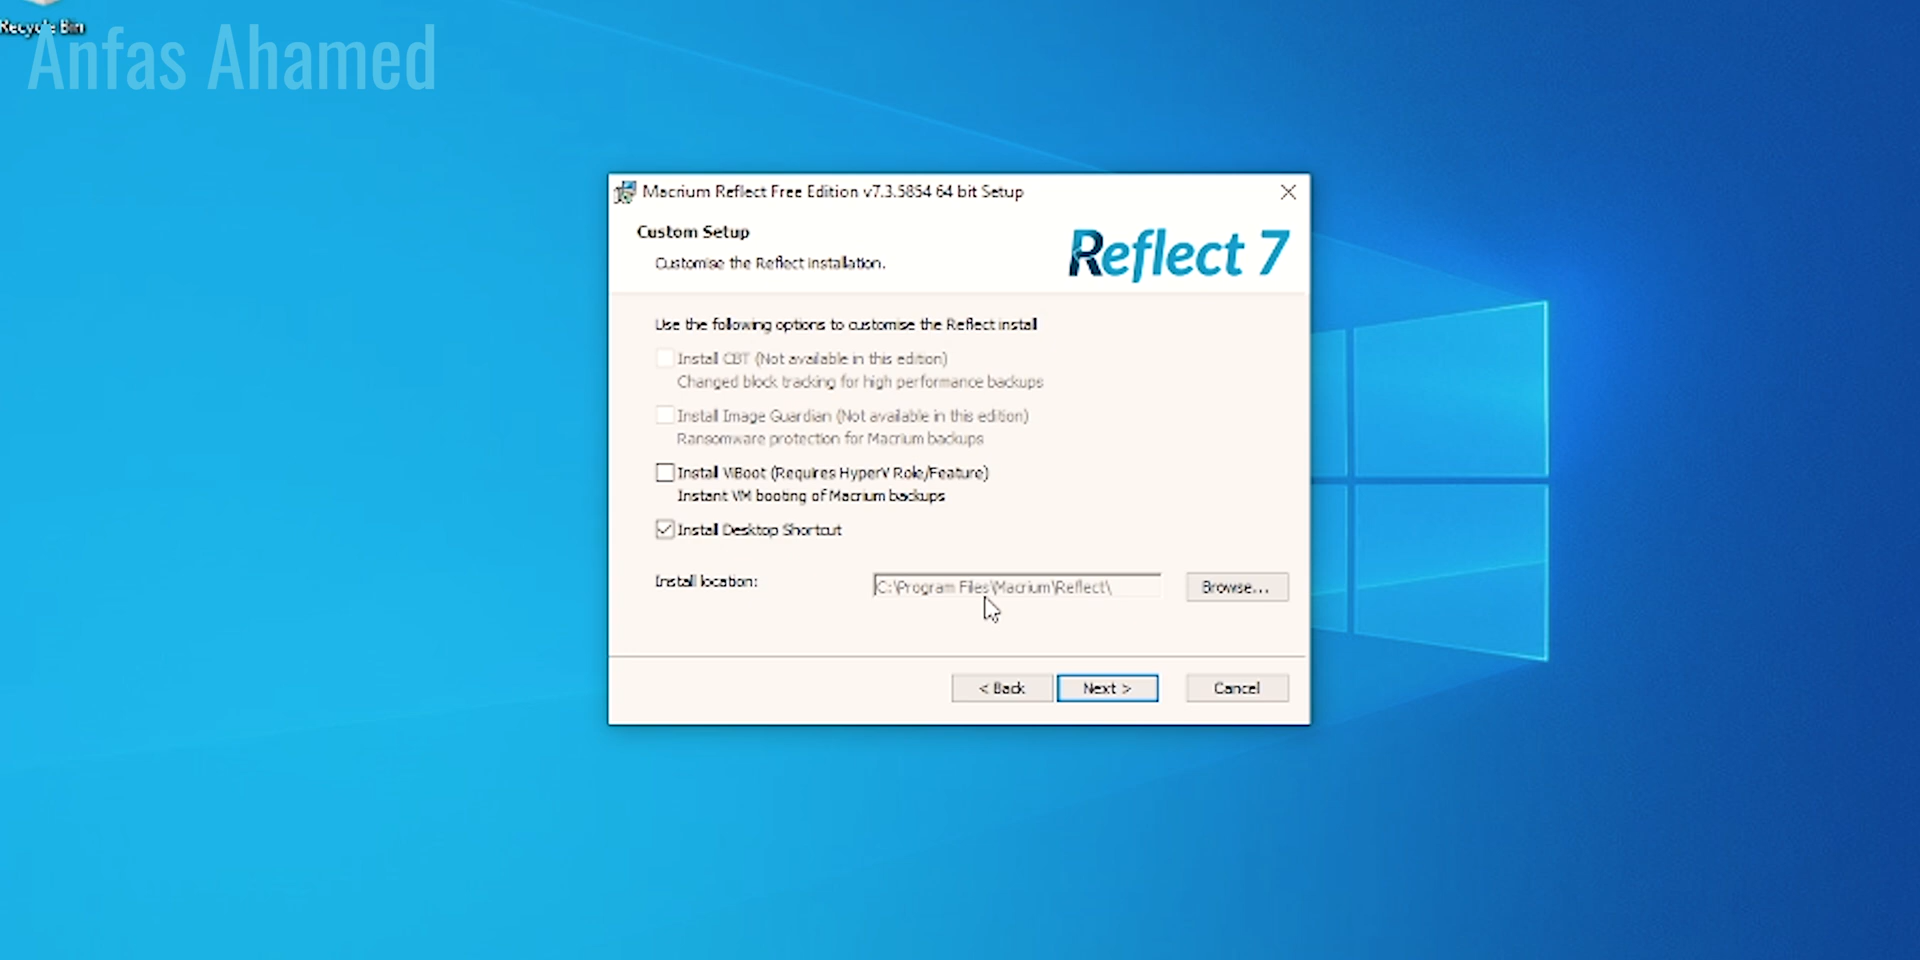 Recycle Bin
Anfas Ahamed
Macrium Reflect Free Edition v7.3.5854 64 bit Setup
Custom Setup
Customise the Reflect installation.
Reflect 7
Use the following options to customise the Reflect install
Install CBT (Not available in this edition)
Changed block tracking for high performance backups
Install Image Guardian (Not available in this edition)
Ransomware protection for Macrium backups
Install ViBoot (Requires HyperV Role/Feature)
Instant VM booting of Macrium backups
Install Desktop Shortcut
Install location:
C:\Program Files\Macrium\Reflect\
Browse...
< Back
Next >
Cancel